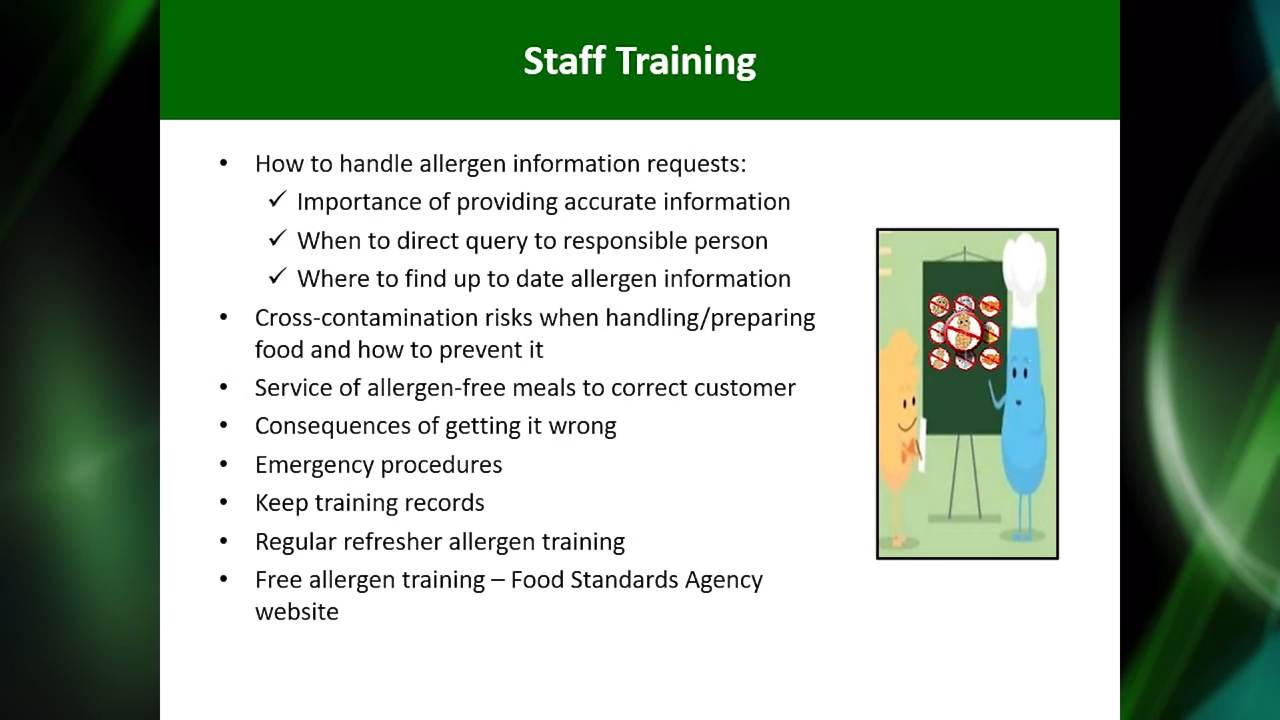 Staff Training
• How to handle allergen information requests:
✓ Importance of providing accurate information
✓ When to direct query to responsible person
✓ Where to find up to date allergen information
• Cross-contamination risks when handling/preparing
food and how to prevent it
• Service of allergen-free meals to correct customer
• Consequences of getting it wrong
• Emergency procedures
• Keep training records
• Regular refresher allergen training
• Free allergen training – Food Standards Agency
website